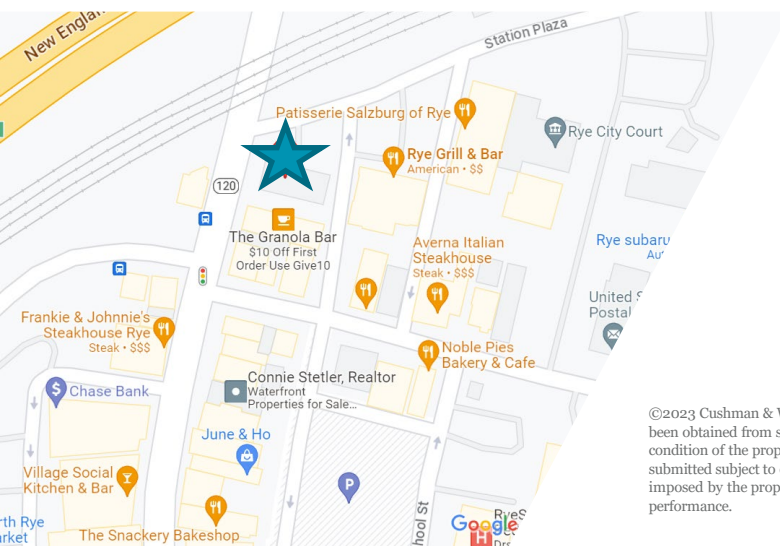 New Englan
Station Plaza
Patisserie Salzburg of Rye
Rye City Court
Rye Grill & Bar
American • $$
120
The Granola Bar
$10 Off First
Order Use Give10
Averna Italian
Steakhouse
Steak • $$$
Rye subaru
United S
Postal
Frankie & Johnnie's
Steakhouse Rye
Steak • $$$
Noble Pies
Bakery & Cafe
Chase Bank
Connie Stetler, Realtor
Waterfront
Properties for Sale...
June & Ho
Village Social
Kitchen & Bar
P
hool St
RyeS
Google
H
rth Rye
arket
The Snackery Bakeshop
©2023 Cushman & W
been obtained from s
condition of the prop
submitted subject to
imposed by the prop
performance.